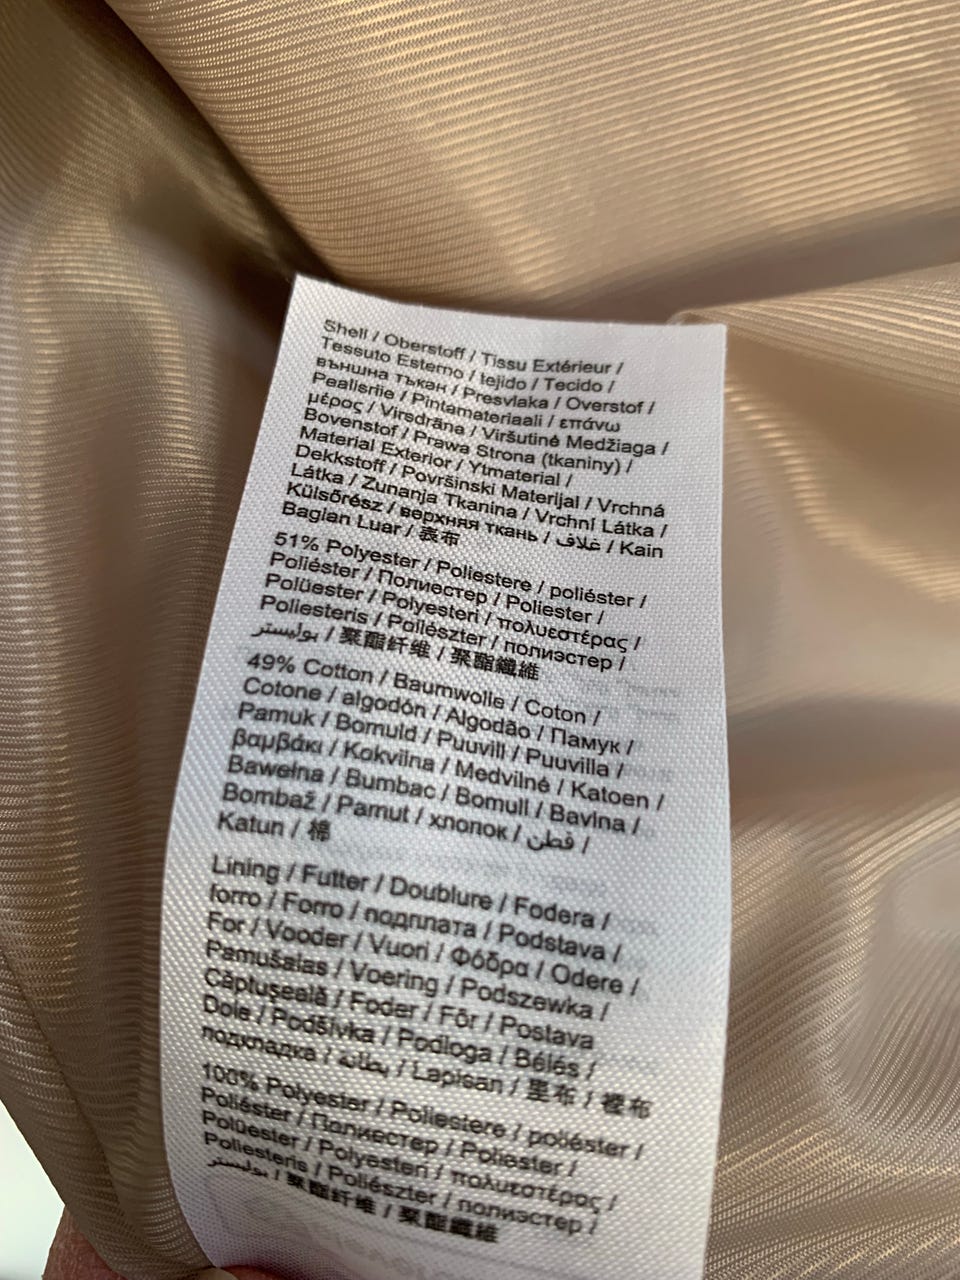 Shell / Oberstoff / Tissu Extérieur /
Tessuto Esterno / tejido / Tecido /
външна тъкан / Presvlaka / Overstof /
Pealisriie / Pintamateriaali / επάνω
μέρος / Virsdrāna / Viršutinė Medžiaga /
Bovenstof / Prawa Strona (tkaniny) /
Material Exterior / Ytmaterial /
Dekkstoff / Površinski Materijal / Vrchná
Látka / Zunanja Tkanina / Vrchní Látka /
Külsőrész / верхняя ткань / غلاف / Kain
Bagian Luar / 表布
51% Polyester / Poliestere / poliéster /
Poliéster / Полиестер / Poliester /
Polüester / Polyesteri / πολυεστέρας /
Poliesteris / Poliészter / полиэстер /
بوليستر / 聚酯纤维 / 聚酯纖維
49% Cotton / Baumwolle / Coton /
Cotone / algodón / Algodão / Памук /
Pamuk / Bomuld / Puuvill / Puuvilla /
βαμβάκι / Kokvilna / Medvilnė / Katoen /
Bawełna / Bumbac / Bomull / Bavlna /
Bombaž / Pamut / хлопок / قطن /
Katun / 棉
Lining / Futter / Doublure / Fodera /
forro / Forro / подплата / Podstava /
For / Vooder / Vuori / Φόδρα / Odere /
Pamušalas / Voering / Podszewka /
Căptuşeală / Foder / Fôr / Postava
Dole / Podšívka / Podloga / Bélés /
подкладка / بطانة / Lapisan / 里布 / 裡布
100% Polyester / Poliestere / poliéster /
Poliéster / Полиестер / Poliester /
Polüester / Polyesteri / πολυεστέρας /
Poliesteris / Poliészter / полиэстер /
بوليستر / 聚酯纤维 / 聚酯纖維